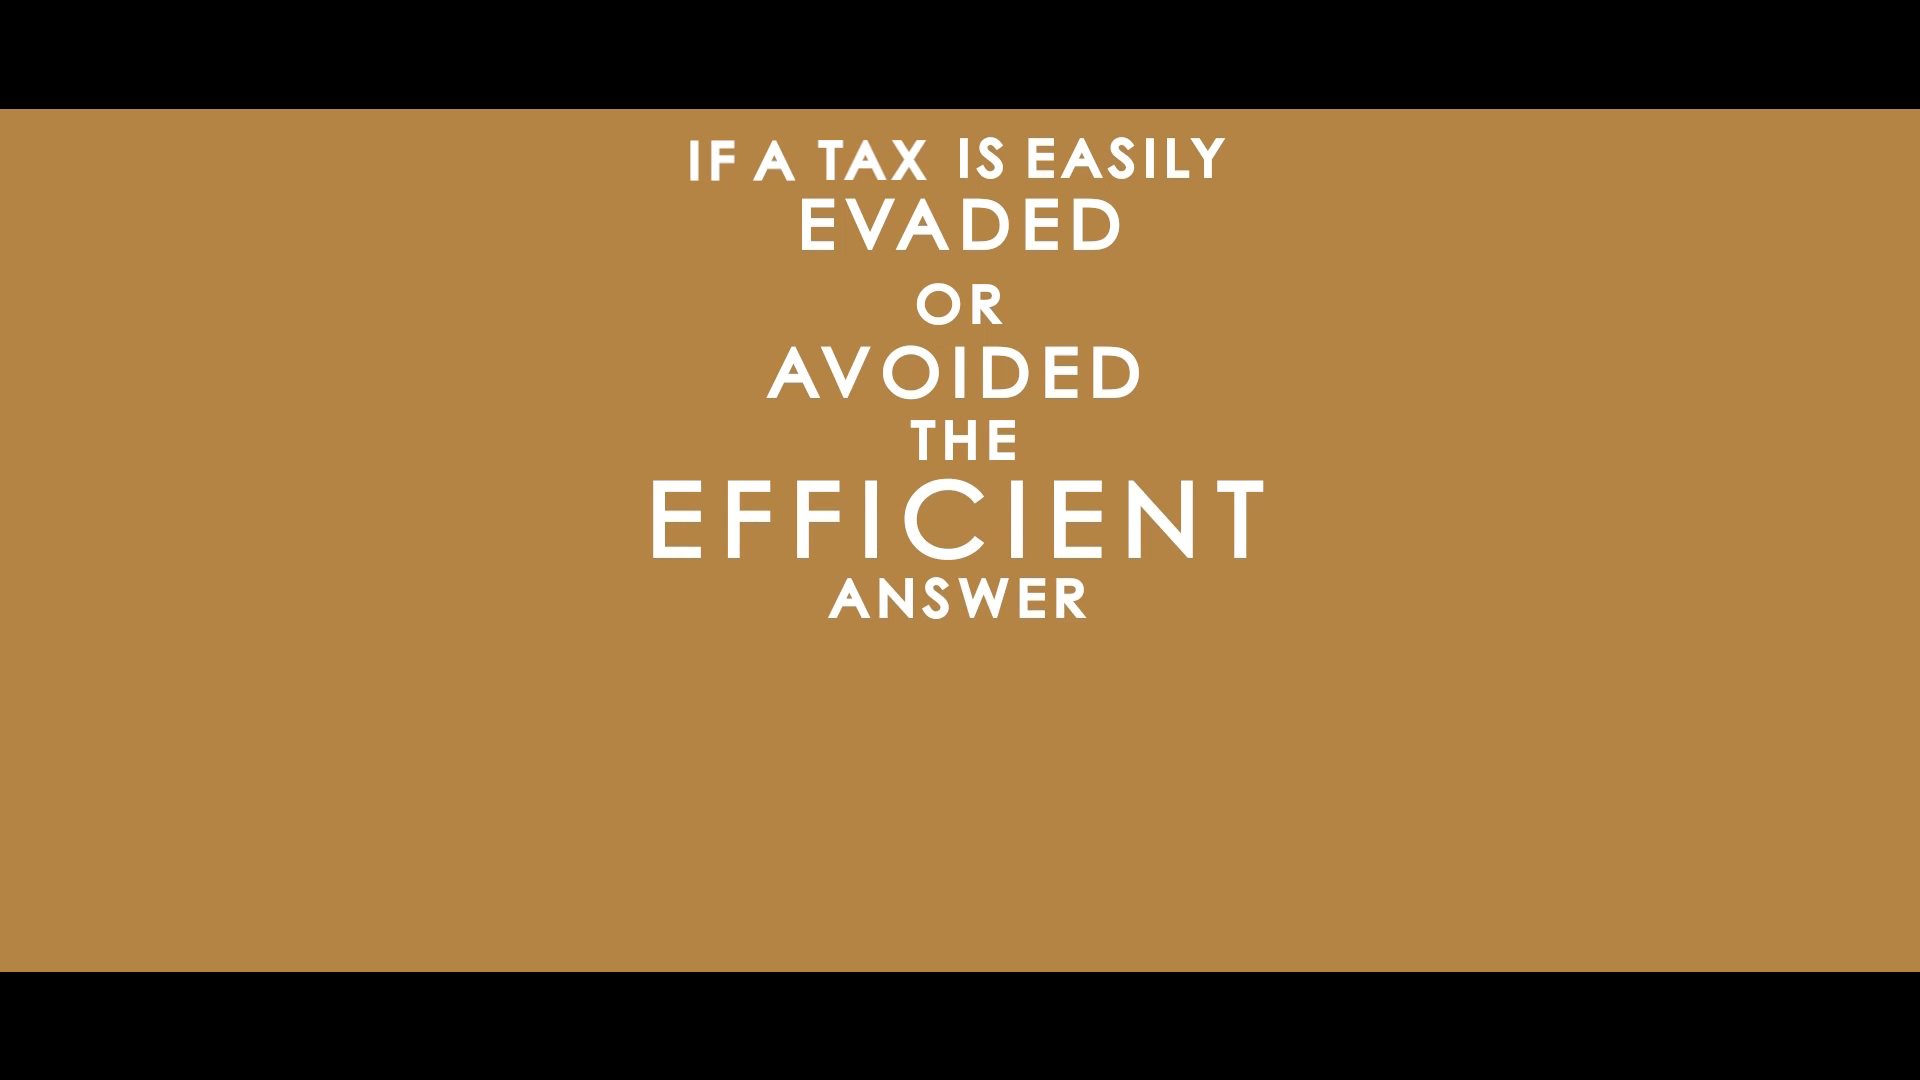 IF A TAX IS EASILY
EVADED
OR
AVOIDED
THE
EFFICIENT
ANSWER